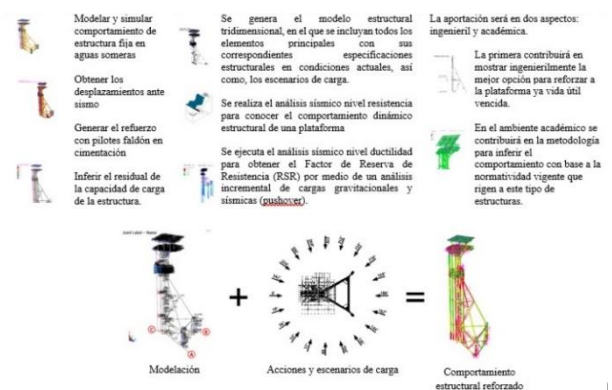 Modelar y simular
comportamiento de
estructura fija en
aguas someras
Obtener los
desplazamientos ante
sismo
Generar el refuerzo
con pilotes faldón en
cimentación
Inferir el residual de
la capacidad de carga
de la estructura.
Se genera el modelo estructural
tridimensional, en el que se incluyan todos los
elementos principales con sus
correspondientes especificaciones
estructurales en condiciones actuales, así
como, los escenarios de carga.
Se realiza el análisis sísmico nivel resistencia
para conocer el comportamiento dinámico
estructural de una plataforma
Se ejecuta el análisis sísmico nivel ductilidad
para obtener el Factor de Reserva de
Resistencia (RSR) por medio de un análisis
incremental de cargas gravitacionales y
sísmicas (pushover).
La aportación será en dos aspectos:
ingenieril y académica.
La primera contribuirá en
mostrar ingenierilmente la
mejor opción para reforzar a
la plataforma ya vida útil
vencida.
En el ambiente académico se
contribuirá en la metodología
para inferir el
comportamiento con base a la
normatividad vigente que
rigen a este tipo de
estructuras.
C
B
A
+
=
Modelación
Acciones y escenarios de carga
Comportamiento
estructural reforzado